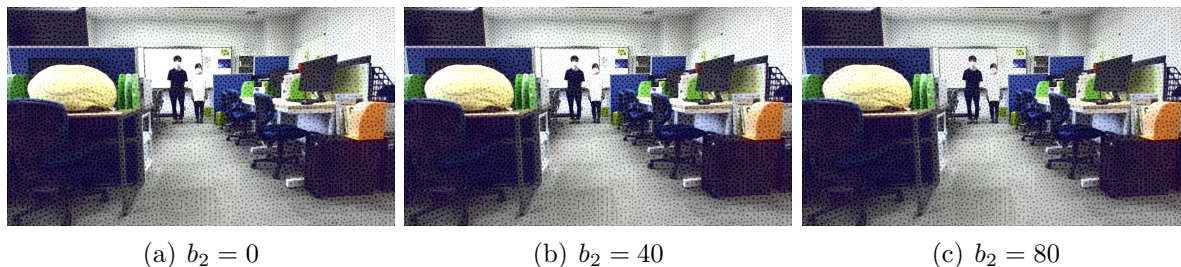 (a) b₂ = 0
(b) b₂ = 40
(c) b₂ = 80